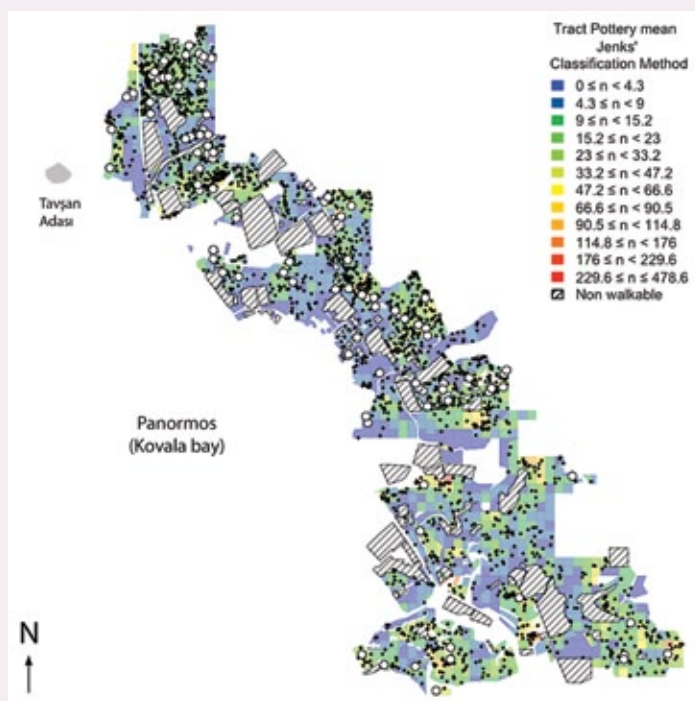 Tract Pottery mean
Jenks'
Classification Method
0 ≤ n < 4.3
4.3 ≤ n < 9
9 ≤ n < 15.2
15.2 ≤ n < 23
23 ≤ n < 33.2
33.2 ≤ n < 47.2
47.2 ≤ n < 66.6
66.6 ≤ n < 90.5
90.5 ≤ n < 114.8
114.8 ≤ n < 176
176 ≤ n < 229.6
229.6 ≤ n ≤ 478.6
Non walkable
Tavşan
Adası
Panormos
(Kovala bay)
N